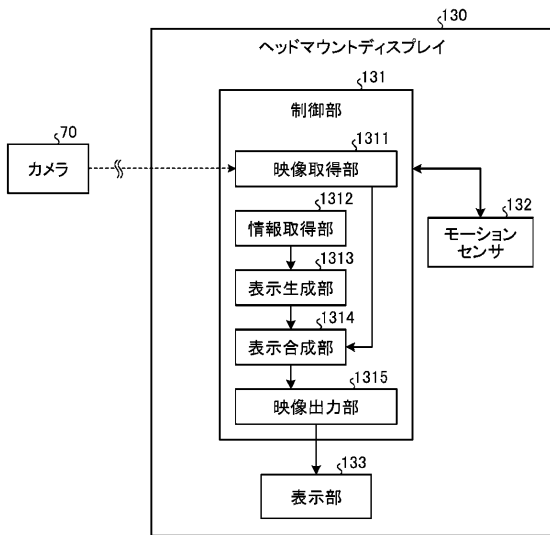 130
ヘッドマウントディスプレイ
131
制御部
70
カメラ
1311
映像取得部
1312
情報取得部
132
モーション
センサ
1313
表示生成部
1314
表示合成部
1315
映像出力部
133
表示部